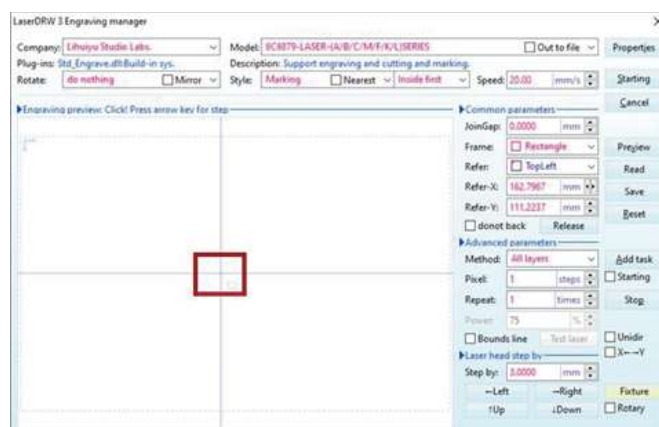 LaserDRW 3 Engraving manager
Company: Lihuiyu Studio Labs. Model: 6C6879-LASER-(A/B/C/M/F/K/L)SERIES Out to file Properties
Plug-ins: Std_Engrave.dll:Build-in sys. Description: Support engraving and cutting and marking.
Rotate: do nothing Mirror Style: Marking Nearest Inside first Speed: 20.00 mm/s Starting
Cancel
Engraving preview: Click! Press arrow key for step Common parameters
JoinGap: 0.0000 mm
Frame: Rectangle Preview
Refer: TopLeft Read
Refer-X: 162.7967 mm Save
Refer-Y: 111.2237 mm Reset
donot back Release
Advanced parameters
Method: All layers Add task
Pixel: 1 steps Starting
Repeat: 1 times Stop
Power: 75 %
Bounds line Test laser Unidir
Laser head step by X←→Y
Step by: 3.0000 mm
←Left →Right Fixture
↑Up ↓Down Rotary